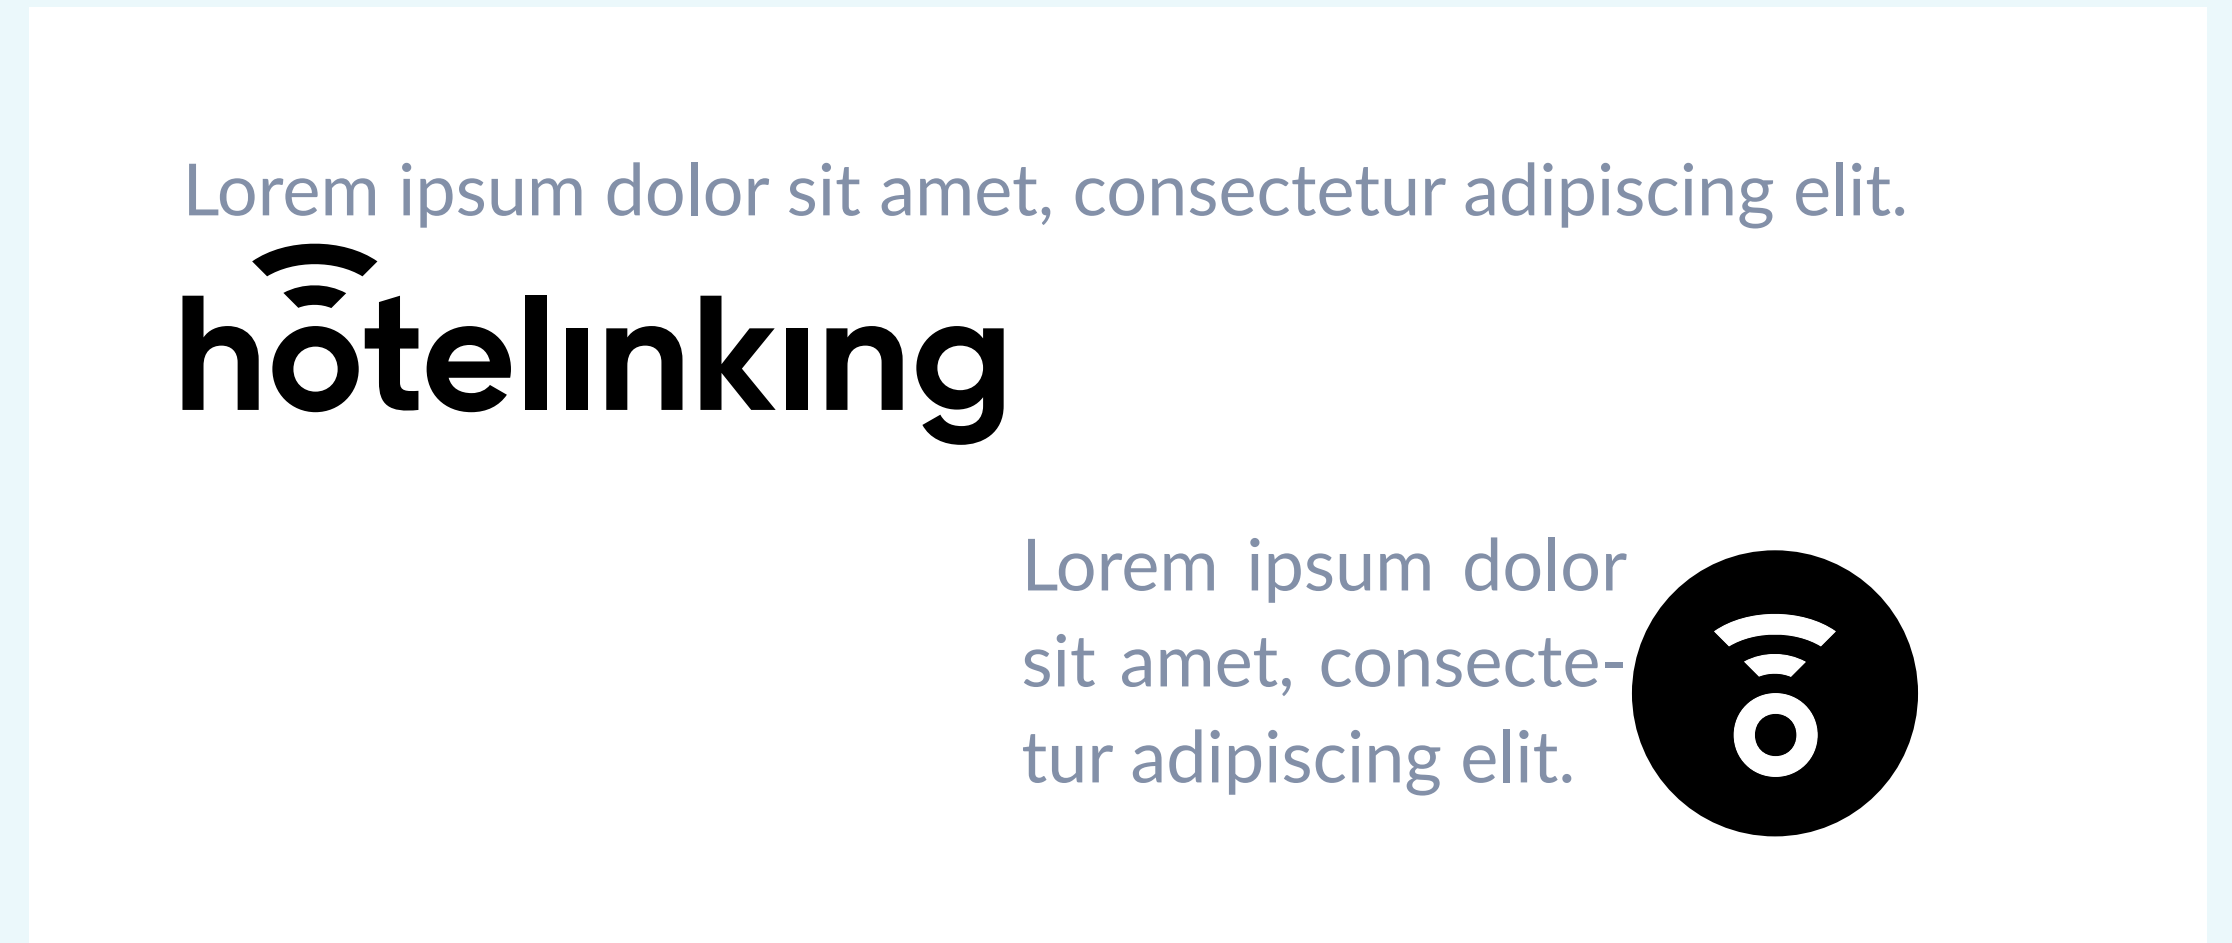 Lorem ipsum dolor sit amet, consectetur adipiscing elit.
hotelinking
Lorem ipsum dolor
sit amet, consecte-
tur adipiscing elit.